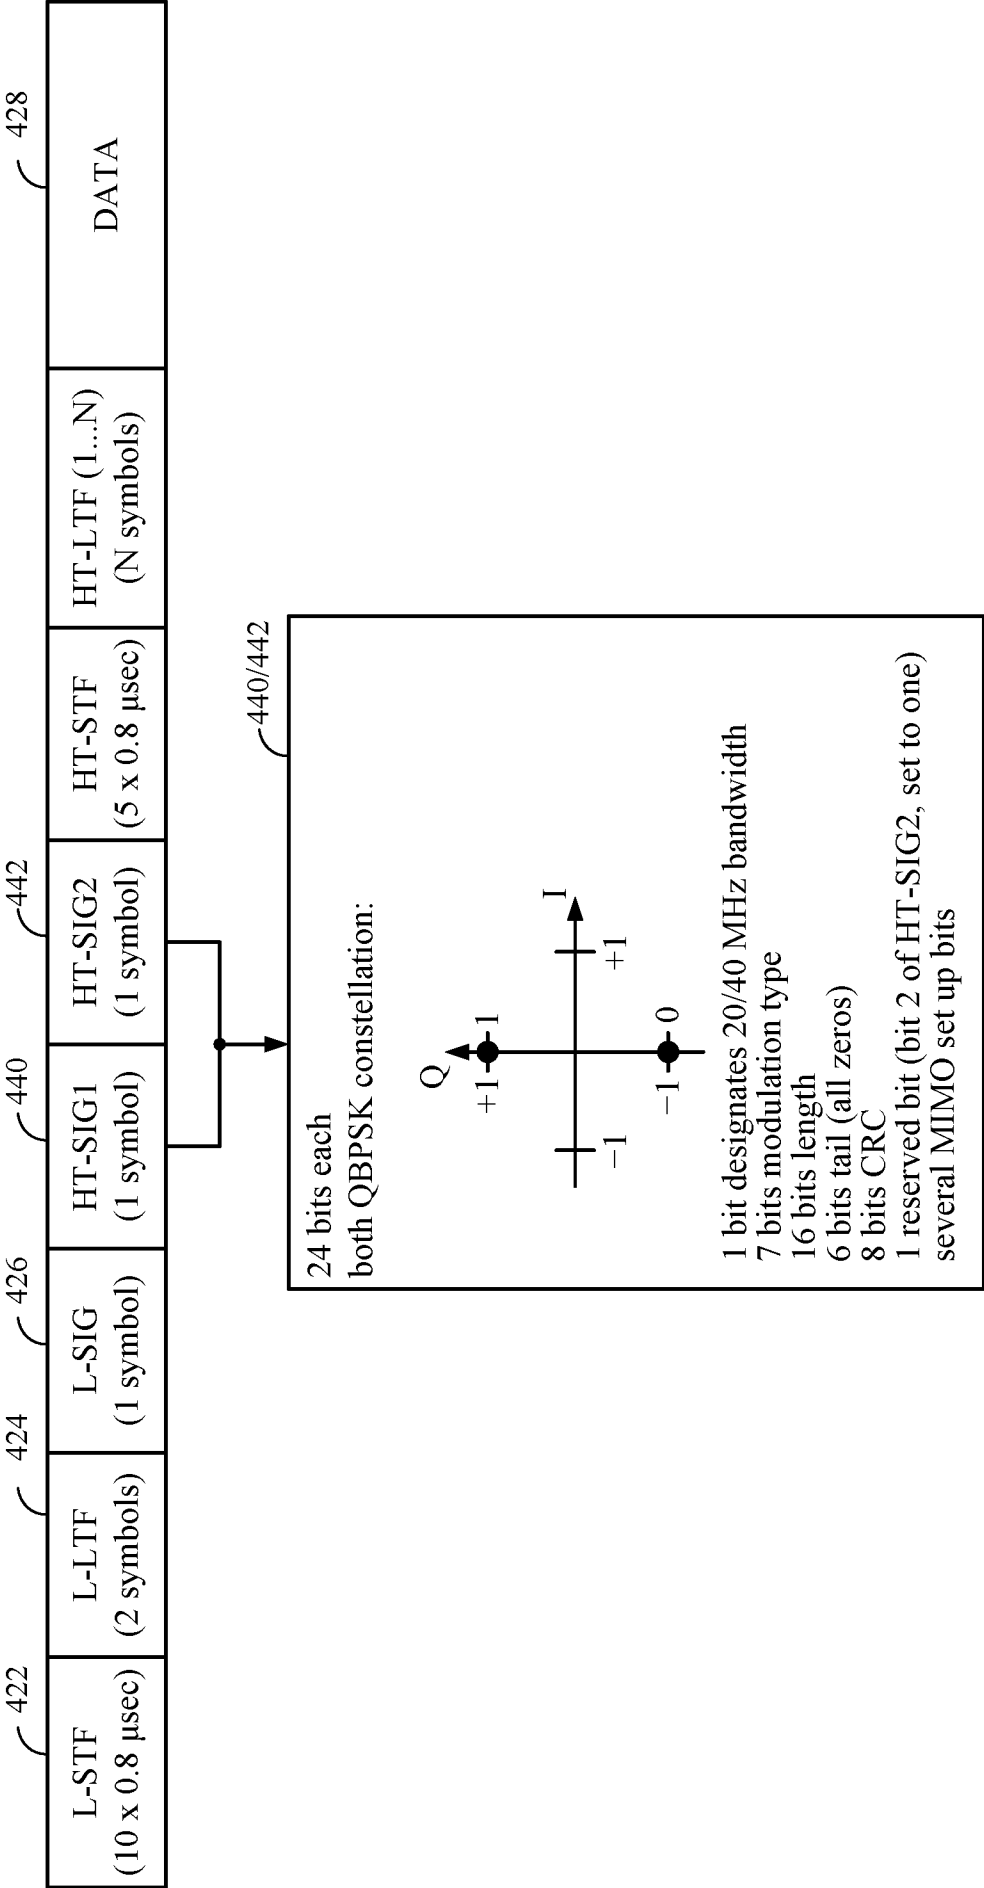 422
424
426
440
442
428
L-STF
(10 x 0.8 µsec)
L-LTF
(2 symbols)
L-SIG
(1 symbol)
HT-SIG1
(1 symbol)
HT-SIG2
(1 symbol)
HT-STF
(5 x 0.8 µsec)
HT-LTF (1...N)
(N symbols)
DATA
440/442
24 bits each
both QBPSK constellation:
Q
+1 1
I
−1
+1
−1 0
1 bit designates 20/40 MHz bandwidth
7 bits modulation type
16 bits length
6 bits tail (all zeros)
8 bits CRC
1 reserved bit (bit 2 of HT-SIG2, set to one)
several MIMO set up bits